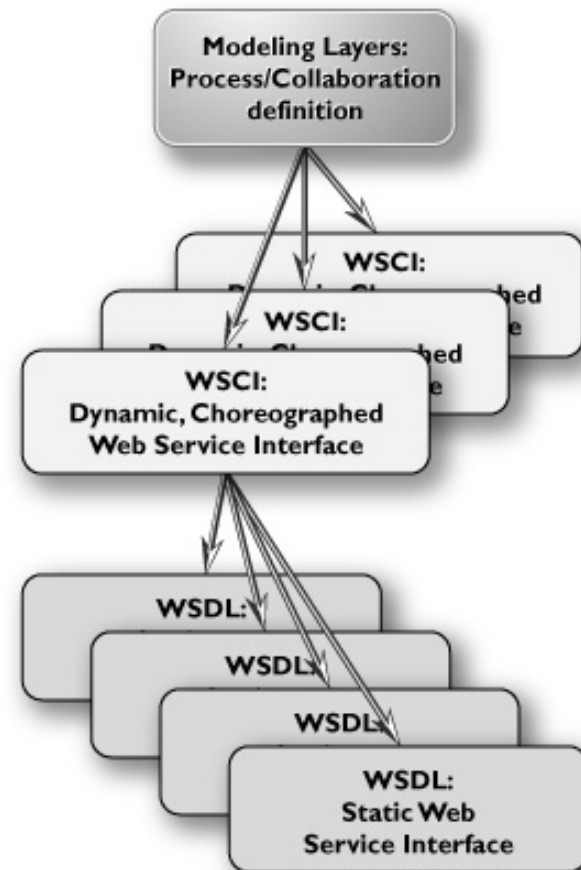 Modeling Layers:
Process/Collaboration
definition
WSCI:
WSCI:
WSCI:
Dynamic, Choreographed
Web Service Interface
WSDL:
WSDL:
WSDL:
WSDL:
Static Web
Service Interface